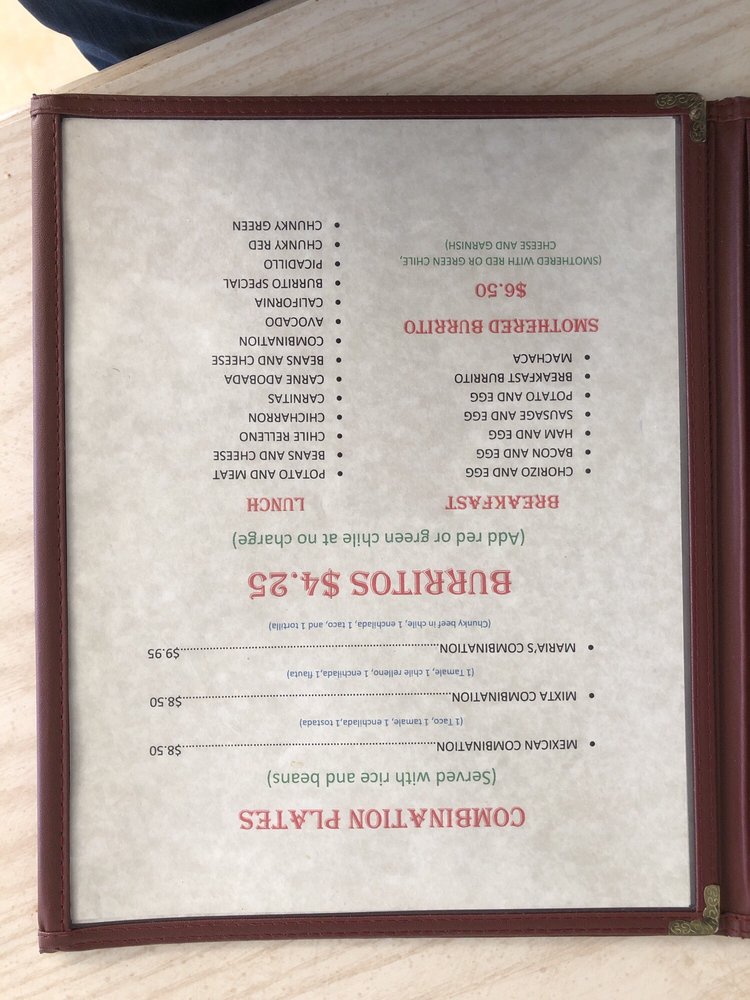 COMBINATION PLATES
(Served with rice and beans)
• MEXICAN COMBINATION..............................................................$8.50
(1 Taco, 1 tamale, 1 enchilada,1 tostada)
• MIXTA COMBINATION.................................................................$8.50
(1 Tamale, 1 chile relleno, 1 enchilada,1 flauta)
• MARIA'S COMBINATION..............................................................$9.95
(Chunky beef in chile, 1 enchilada, 1 taco, and 1 tortilla)
BURRITOS $4.25
(Add red or green chile at no charge)
BREAKFAST
• CHORIZO AND EGG
• BACON AND EGG
• HAM AND EGG
• SAUSAGE AND EGG
• POTATO AND EGG
• BREAKFAST BURRITO
• MACHACA
SMOTHERED BURRITO
$6.50
(SMOTHERED WITH RED OR GREEN CHILE,
CHEESE AND GARNISH)
LUNCH
• POTATO AND MEAT
• BEANS AND CHEESE
• CHILE RELLENO
• CHICHARRON
• CARNITAS
• CARNE ADOBADA
• BEANS AND CHEESE
• COMBINATION
• AVOCADO
• CALIFORNIA
• BURRITO SPECIAL
• PICADILLO
• CHUNKY RED
• CHUNKY GREEN